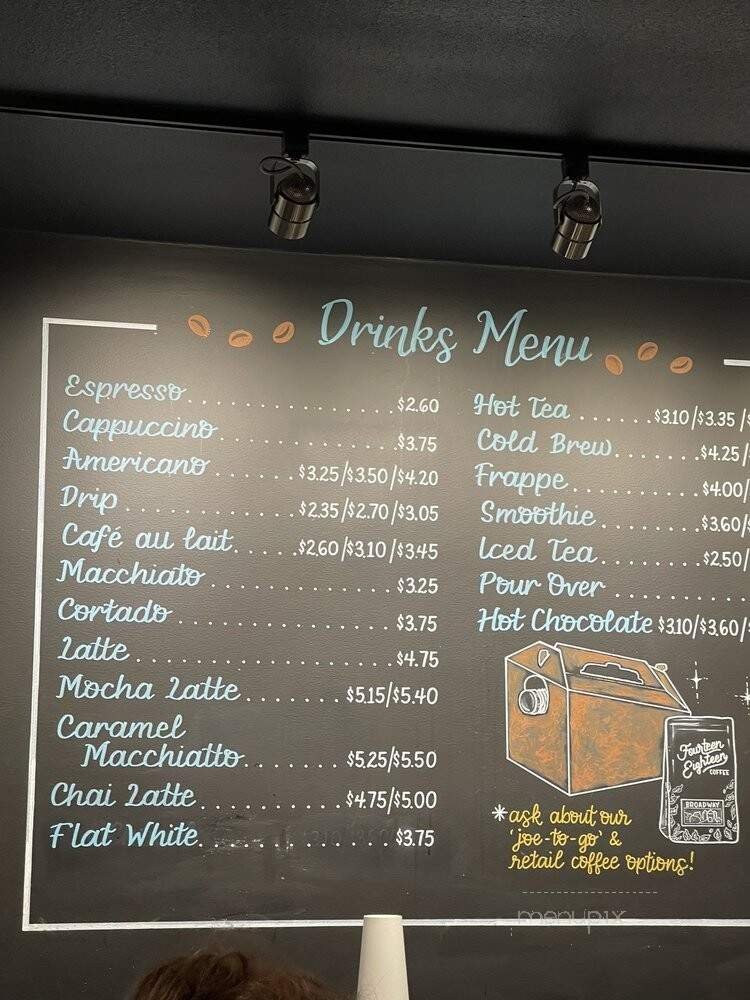 Drinks Menu
Espresso . . . . . . . . . . . . . . . . $2.60
Cappuccino . . . . . . . . . . . . . . $3.75
Americano . . . . . . . $3.25/$3.50/$4.20
Drip . . . . . . . . . . . . . . $2.35/$2.70/$3.05
Café au lait . . . . . $2.60/$3.10/$3.45
Macchiato . . . . . . . . . . . . . . . $3.25
Cortado . . . . . . . . . . . . . . . . . $3.75
Latte . . . . . . . . . . . . . . . . . . . . $4.75
Mocha Latte . . . . . . . $5.15/$5.40
Caramel
Macchiatto . . . . . . . $5.25/$5.50
Chai Latte . . . . . . . . . . $4.75/$5.00
Flat White . . . . . . . . . . . . . . . $3.75
Hot Tea . . . . . . $3.10/$3.35/
Cold Brew . . . . . . . $4.25/
Frappe . . . . . . . . . . . $4.00/
Smoothie . . . . . . . . . $3.60/
Iced Tea . . . . . . . . . $2.50/
Pour Over . . . . . . . . . . . .
Hot Chocolate $3.10/$3.60/
Fourteen
Eighteen
COFFEE
BROADWAY
*ask about our
'joe-to-go' &
retail coffee options!
menupix